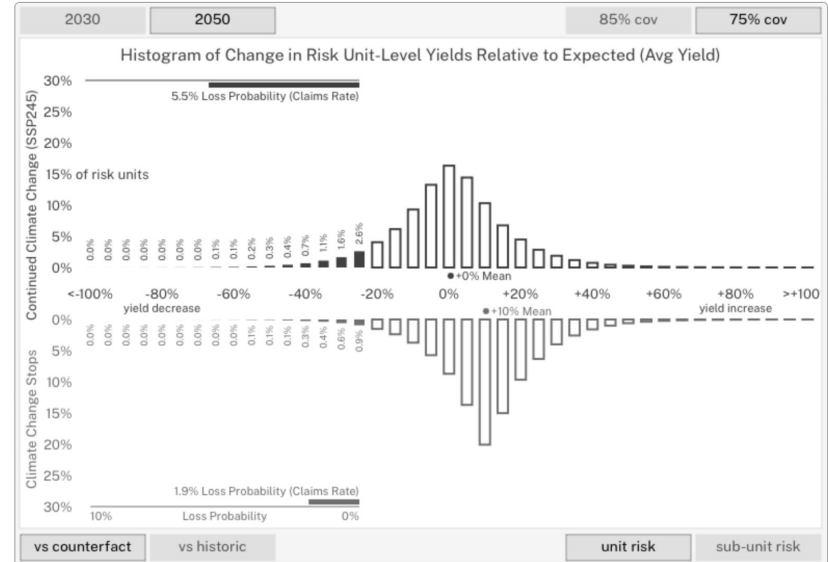 2030 2050 85% cov 75% cov
Histogram of Change in Risk Unit-Level Yields Relative to Expected (Avg Yield)
Continued Climate Change (SSP245)
30%
5.5% Loss Probability (Claims Rate)
25%
20%
15% of risk units
10%
5%
0%
0.0% 0.0% 0.0% 0.0% 0.0% 0.0% 0.0% 0.1% 0.1% 0.2% 0.3% 0.4% 0.7% 1.1% 1.6% 2.6%
+0% Mean
<-100% -80% -60% -40% -20% 0% +20% +40% +60% +80% >+100
yield decrease yield increase
+10% Mean
Climate Change Stops
0%
0.0% 0.0% 0.0% 0.0% 0.0% 0.0% 0.0% 0.0% 0.0% 0.1% 0.1% 0.1% 0.3% 0.4% 0.6% 0.9%
5%
10%
15%
20%
25%
1.9% Loss Probability (Claims Rate)
30%
10% Loss Probability 0%
vs counterfact vs historic unit risk sub-unit risk